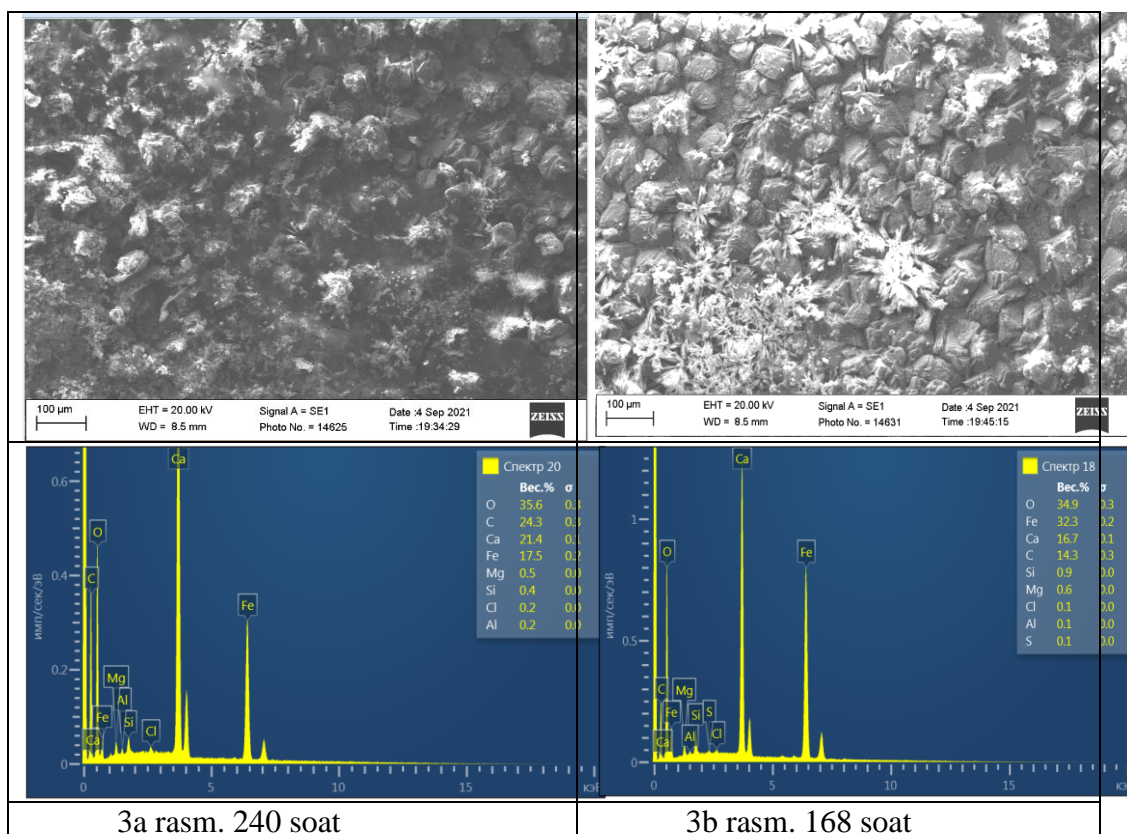 100 µm
EHT = 20.00 kV Signal A = SE1 Date :4 Sep 2021
WD = 8.5 mm Photo No. = 14625 Time :19:34:29
ZEISS
100 µm
EHT = 20.00 kV Signal A = SE1 Date :4 Sep 2021
WD = 8.5 mm Photo No. = 14631 Time :19:45:15
ZEISS
Спектр 20
Вес.% σ
O 35.6 0.3
C 24.3 0.3
Ca 21.4 0.1
Fe 17.5 0.2
Mg 0.5 0.0
Si 0.4 0.0
Cl 0.2 0.0
Al 0.2 0.0
имп/сек/эВ
0.6
0.4
0.2
0
Ca
O
C
Fe
Mg
Al
Fe
Si
Cl
Ca
0 5 10 15 кэВ
Спектр 18
Вес.% σ
O 34.9 0.3
Fe 32.3 0.2
Ca 16.7 0.1
C 14.3 0.3
Si 0.9 0.0
Mg 0.6 0.0
Cl 0.1 0.0
Al 0.1 0.0
S 0.1 0.0
имп/сек/эВ
1
0.5
0
Ca
O
Fe
C
Mg
Fe
Si
S
Ca
Al
Cl
0 5 10 15 кэ
3a rasm. 240 soat
3b rasm. 168 soat